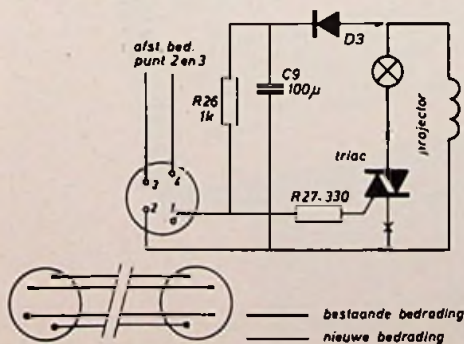 afst. bed.
punt 2 en 3
D3
C9
100µ
R26
1k
projector
triac
3
4
2
1
R27-330
bestaande bedrading
nieuwe bedrading